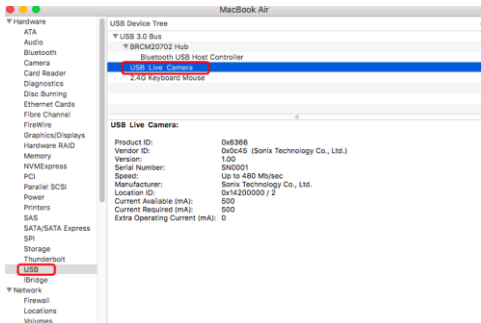 MacBook Air
Hardware
ATA
Audio
Bluetooth
Camera
Card Reader
Diagnostics
Disc Burning
Ethernet Cards
Fibre Channel
FireWire
Graphics/Displays
Hardware RAID
Memory
NVMExpress
PCI
Parallel SCSI
Power
Printers
SAS
SATA/SATA Express
SPI
Storage
Thunderbolt
USB
iBridge
Network
Firewall
Locations
Volumes
USB Device Tree
USB 3.0 Bus
BRCM20702 Hub
Bluetooth USB Host Controller
USB Live Camera
2.4G Keyboard Mouse
USB Live Camera:
Product ID: 0x6366
Vendor ID: 0x0c45 (Sonix Technology Co., Ltd.)
Version: 1.00
Serial Number: SN0001
Speed: Up to 480 Mb/sec
Manufacturer: Sonix Technology Co., Ltd.
Location ID: 0x14200000 / 2
Current Available (mA): 500
Current Required (mA): 500
Extra Operating Current (mA): 0